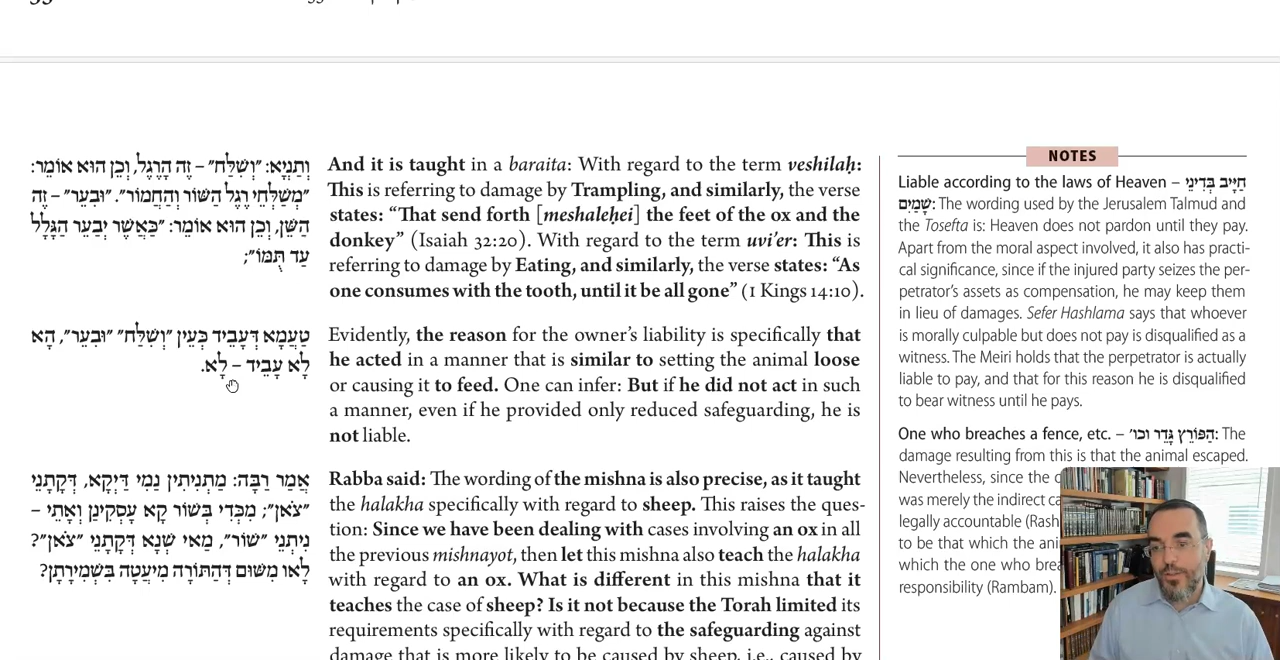 וְתַנְיָא: ״וְשִׁלַּח״ – זֶה הָרֶגֶל, וְכֵן הוּא אוֹמֵר:
״מְשַׁלְּחֵי רֶגֶל הַשּׁוֹר וְהַחֲמוֹר״. ״וּבִעֵר״ – זֶה
הַשֵּׁן, וְכֵן הוּא אוֹמֵר: ״כַּאֲשֶׁר יְבַעֵר הַגָּלָל
עַד תֻּמּוֹ״;
טַעְמָא דְּעָבֵיד כְּעֵין ״וְשִׁלַּח״ ״וּבִעֵר״, הָא
לָא עָבֵיד – לָא.
אָמַר רַבָּה: מַתְנִיתִין נָמֵי דַּיְקָא, דְּקָתָנֵי
״צֹאן״; מִכְּדִי בְּשׁוֹר קָא עָסְקִינַן וְאָתֵי –
נִיתְנֵי ״שׁוֹר״, מַאי שְׁנָא דְּקָתָנֵי ״צֹאן״?
לָאו מִשּׁוּם דְּהַתּוֹרָה מִיעֲטָה בִּשְׁמִירָתָן?
And it is taught in a baraita: With regard to the term veshilaḥ:
This is referring to damage by Trampling, and similarly, the verse
states: “That send forth [meshaleḥei] the feet of the ox and the
donkey” (Isaiah 32:20). With regard to the term uvi’er: This is
referring to damage by Eating, and similarly, the verse states: “As
one consumes with the tooth, until it be all gone” (1 Kings 14:10).
Evidently, the reason for the owner’s liability is specifically that
he acted in a manner that is similar to setting the animal loose
or causing it to feed. One can infer: But if he did not act in such
a manner, even if he provided only reduced safeguarding, he is
not liable.
Rabba said: The wording of the mishna is also precise, as it taught
the halakha specifically with regard to sheep. This raises the ques-
tion: Since we have been dealing with cases involving an ox in all
the previous mishnayot, then let this mishna also teach the halakha
with regard to an ox. What is different in this mishna that it
teaches the case of sheep? Is it not because the Torah limited its
requirements specifically with regard to the safeguarding against
damage that is more likely to be caused by sheep, i.e., caused by
NOTES
Liable according to the laws of Heaven – חַיָּיב בְּדִינֵי
שָׁמַיִם: The wording used by the Jerusalem Talmud and
the Tosefta is: Heaven does not pardon until they pay.
Apart from the moral aspect involved, it also has practi-
cal significance, since if the injured party seizes the per-
petrator’s assets as compensation, he may keep them
in lieu of damages. Sefer Hashlama says that whoever
is morally culpable but does not pay is disqualified as a
witness. The Meiri holds that the perpetrator is actually
liable to pay, and that for this reason he is disqualified
to bear witness until he pays.
One who breaches a fence, etc. – הַפּוֹרֵץ גָּדֵר וכו׳: The
damage resulting from this is that the animal escaped.
Nevertheless, since the
was merely the indirect
legally accountable (Rash
to be that which the
which the one who
responsibility (Rambam).